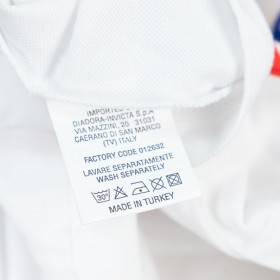 IMPORTED
DIADORA-INVICTA S.p.A
VIA MAZZINI, 20 31031
CAERANO DI SAN MARCO
(TV) ITALY
FACTORY CODE 012632
LAVARE SEPARATAMENTE
WASH SEPARATELY
30°
MADE IN TURKEY